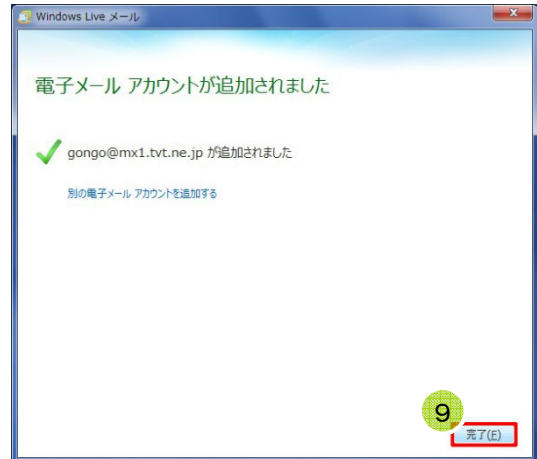 Windows Live メール
電子メール アカウントが追加されました
gongo@mx1.tvt.ne.jp が追加されました
別の電子メール アカウントを追加する
9
完了(F)